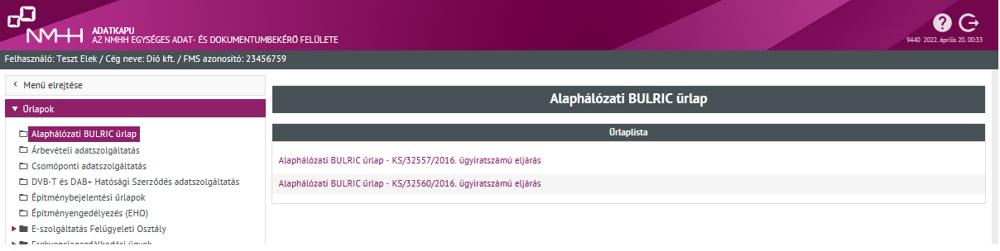 NMHH
ADATKAPU
AZ NMHH EGYSÉGES ADAT- ÉS DOKUMENTUMBEKÉRŐ FELÜLETE
?
9440 2022. április 20. 00:33
Felhasználó: Teszt Elek / Cég neve: Dió kft. / FMS azonosító: 23456759
Menü elrejtése
Űrlapok
Alaphálózati BULRIC űrlap
Árbevételi adatszolgáltatás
Csomóponti adatszolgáltatás
DVB-T és DAB+ Hatósági Szerződés adatszolgáltatás
Építménybejelentési űrlapok
Építményengedélyezés (EHO)
E-szolgáltatás Felügyeleti Osztály
Frekvenciagazdálkodási ügyek
Alaphálózati BULRIC űrlap
Űrlaplista
Alaphálózati BULRIC űrlap - KS/32557/2016. ügyiratszámú eljárás
Alaphálózati BULRIC űrlap - KS/32560/2016. ügyiratszámú eljárás